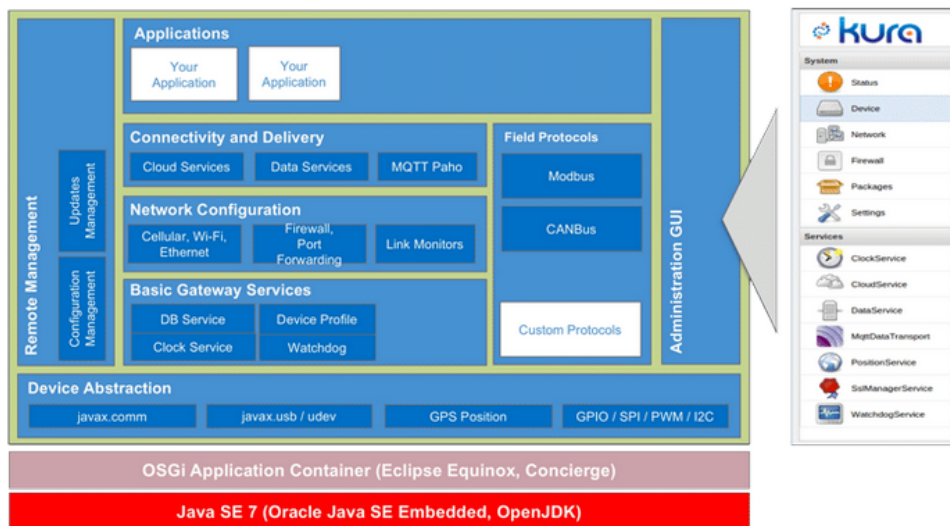 Applications
Your
Application
Your
Application
Remote Management
Updates
Management
Configuration
Management
Connectivity and Delivery
Cloud Services
Data Services
MQTT Paho
Network Configuration
Cellular, Wi-Fi,
Ethernet
Firewall,
Port
Forwarding
Link Monitors
Basic Gateway Services
DB Service
Device Profile
Clock Service
Watchdog
Field Protocols
Modbus
CANBus
Custom Protocols
Administration GUI
Device Abstraction
javax.comm
javax.usb / udev
GPS Position
GPIO / SPI / PWM / I2C
OSGi Application Container (Eclipse Equinox, Concierge)
Java SE 7 (Oracle Java SE Embedded, OpenJDK)
kura
System
Status
Device
Network
Firewall
Packages
Settings
Services
ClockService
CloudService
DataService
MqttDataTransport
PositionService
SslManagerService
WatchdogService